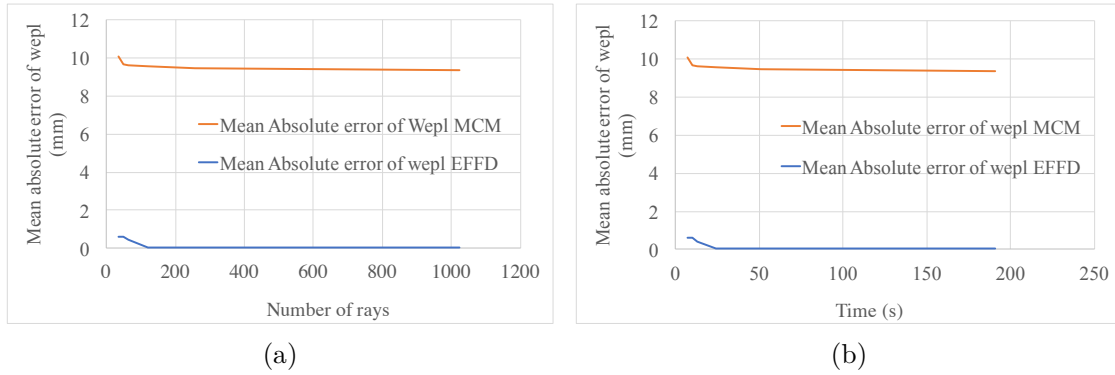 12
10
8
6
4
2
0
Mean absolute error of wepl
(mm)
Mean Absolute error of Wepl MCM
Mean Absolute error of wepl EFFD
0 200 400 600 800 1000 1200
Number of rays
(a)
12
10
8
6
4
2
0
Mean absolute error of wepl
(mm)
Mean Absolute error of wepl MCM
Mean Absolute error of wepl EFFD
0 50 100 150 200 250
Time (s)
(b)